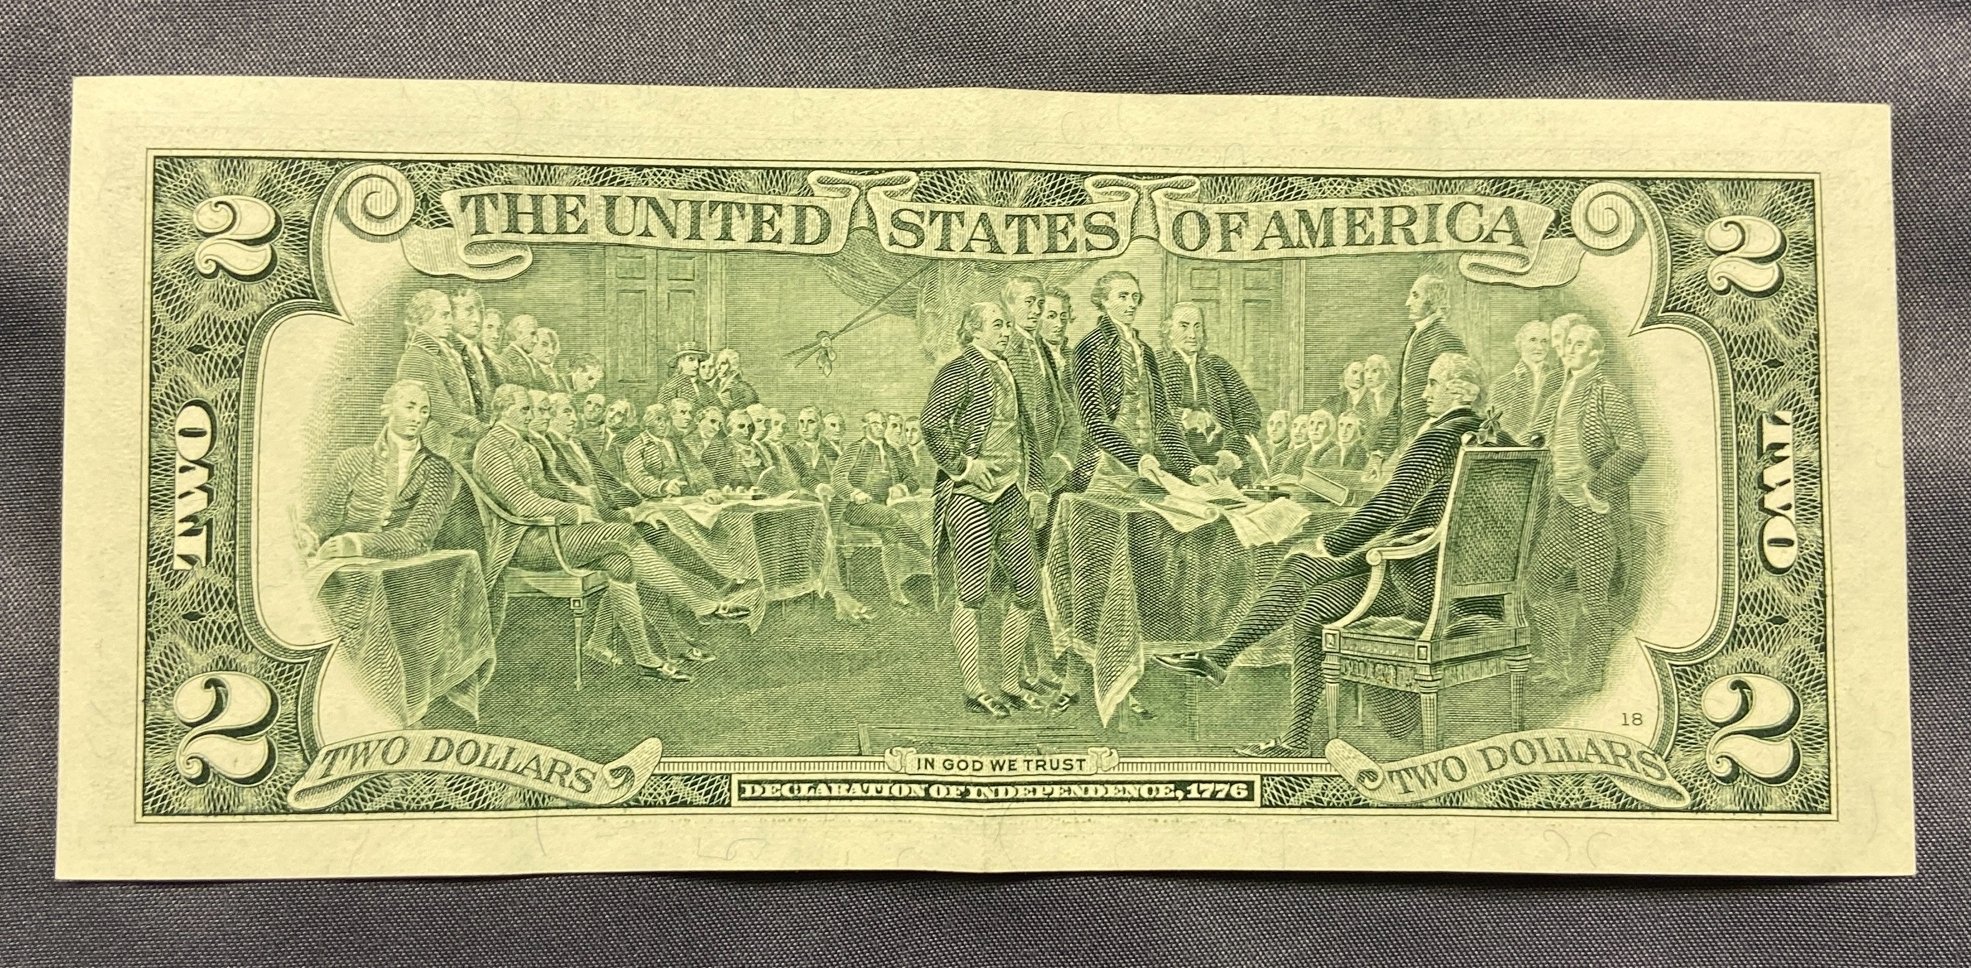 2
THE UNITED STATES OF AMERICA
2
TWO
TWO
18
2
TWO DOLLARS
IN GOD WE TRUST
TWO DOLLARS
2
DECLARATION OF INDEPENDENCE, 1776